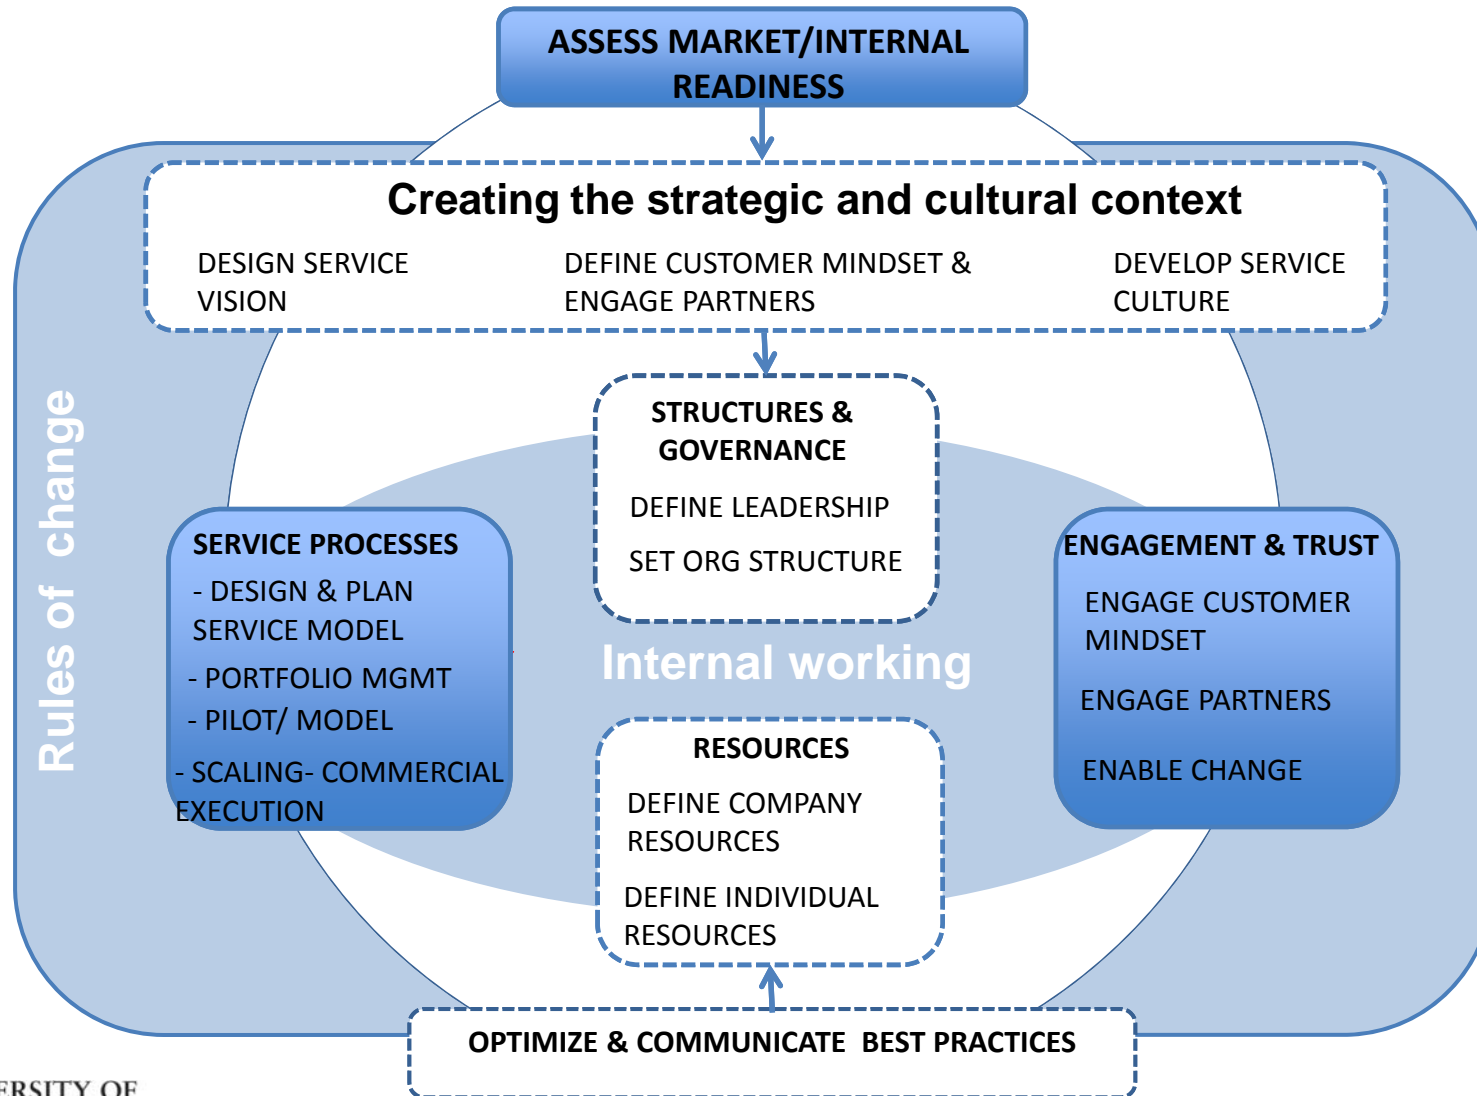 ASSESS MARKET/INTERNAL
READINESS
Creating the strategic and cultural context
DESIGN SERVICE
VISION
DEFINE CUSTOMER MINDSET &
ENGAGE PARTNERS
DEVELOP SERVICE
CULTURE
Rules of change
STRUCTURES &
GOVERNANCE
DEFINE LEADERSHIP
SET ORG STRUCTURE
SERVICE PROCESSES
- DESIGN & PLAN
SERVICE MODEL
- PORTFOLIO MGMT
- PILOT/ MODEL
- SCALING- COMMERCIAL
EXECUTION
Internal working
ENGAGEMENT & TRUST
ENGAGE CUSTOMER
MINDSET
ENGAGE PARTNERS
ENABLE CHANGE
RESOURCES
DEFINE COMPANY
RESOURCES
DEFINE INDIVIDUAL
RESOURCES
OPTIMIZE & COMMUNICATE BEST PRACTICES
ERSITY OF